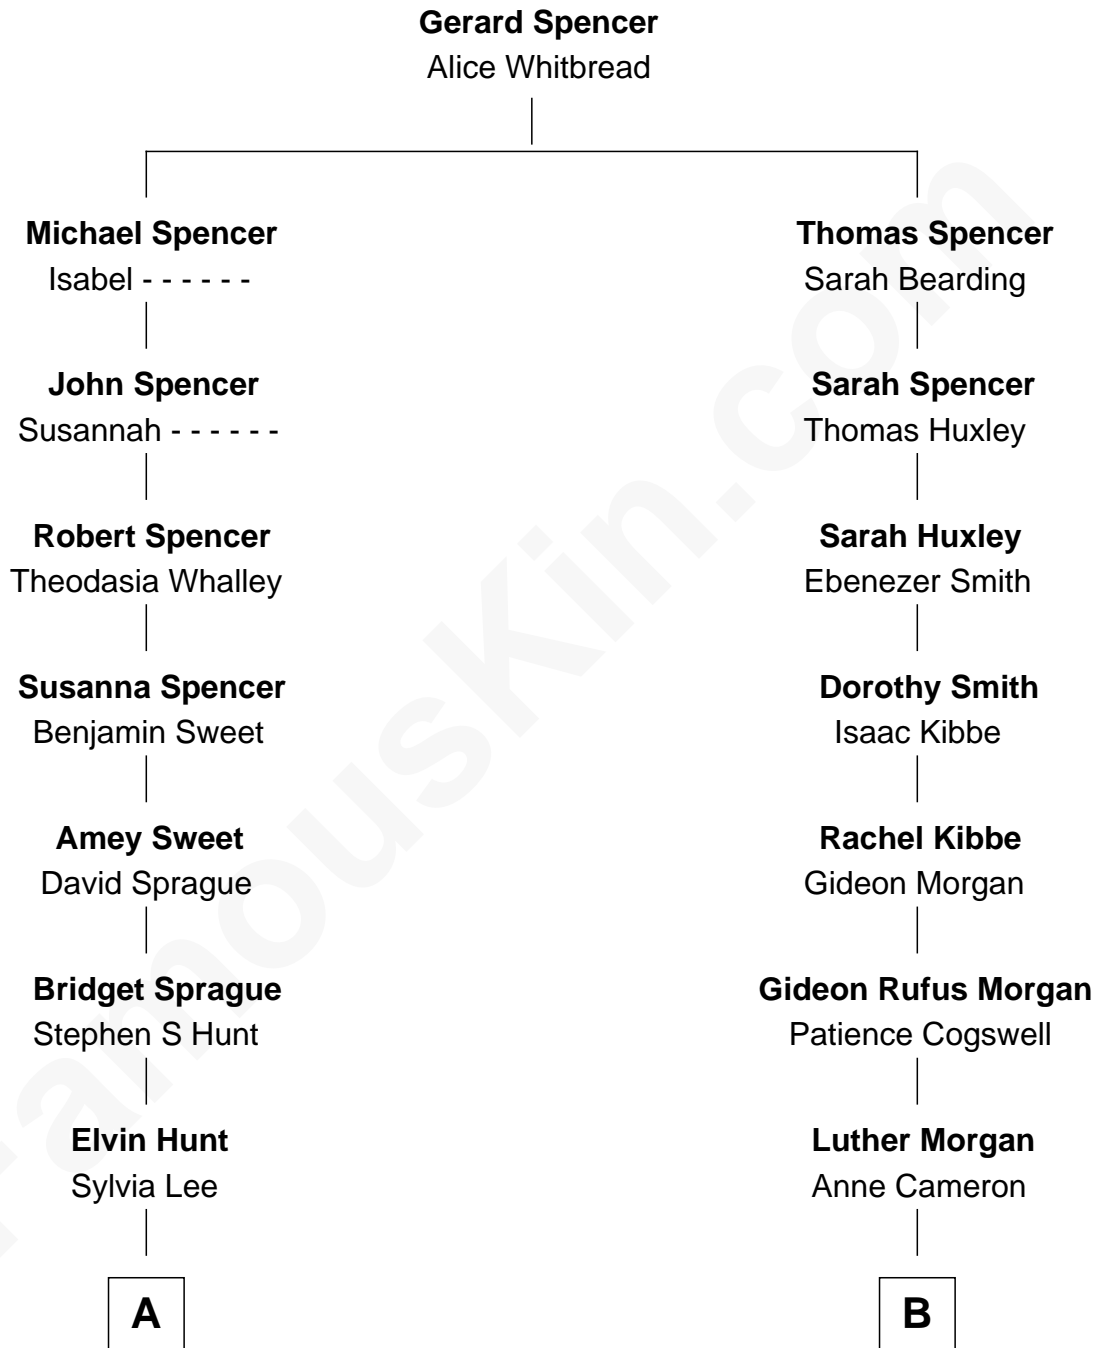 Gerard Spencer
Alice Whitbread
Michael Spencer
Isabel - - - - - -
Thomas Spencer
Sarah Bearding
John Spencer
Susannah - - - - - -
Sarah Spencer
Thomas Huxley
Robert Spencer
Theodasia Whalley
Sarah Huxley
Ebenezer Smith
Susanna Spencer
Benjamin Sweet
Dorothy Smith
Isaac Kibbe
Amey Sweet
David Sprague
Rachel Kibbe
Gideon Morgan
Bridget Sprague
Stephen S Hunt
Gideon Rufus Morgan
Patience Cogswell
Elvin Hunt
Sylvia Lee
Luther Morgan
Anne Cameron
A
B
FamousKin.com